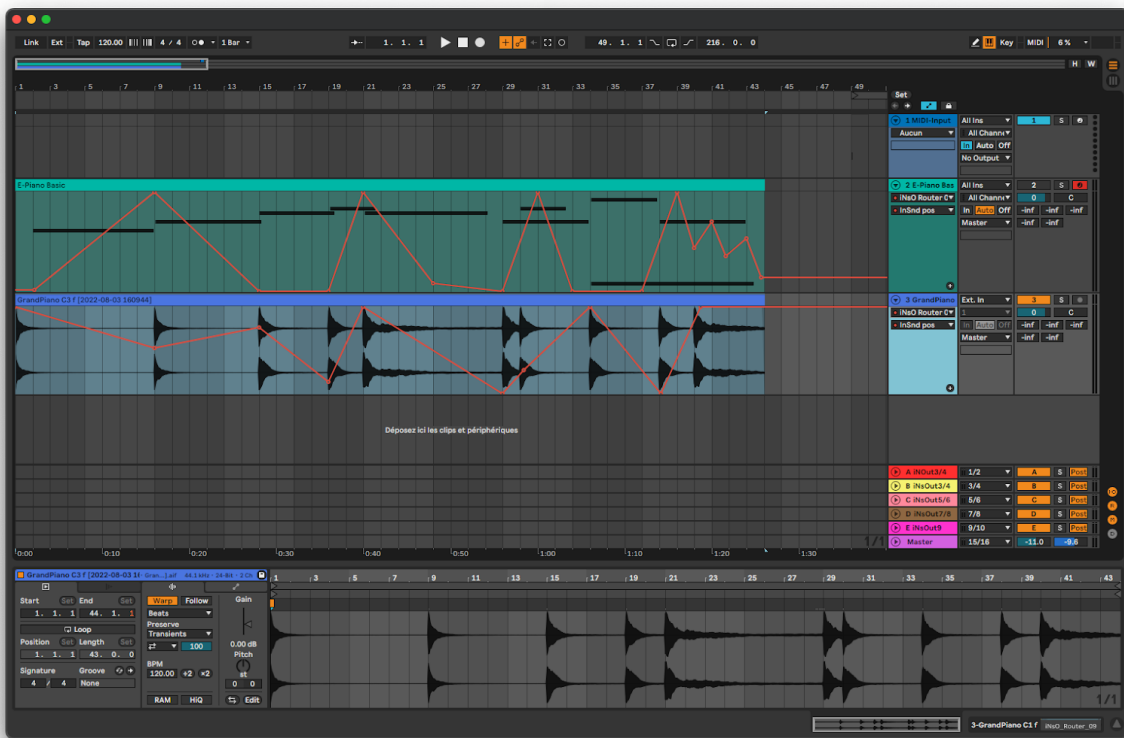 Link Ext Tap 120.00 4 / 4 1 Bar 1. 1. 1 49. 1. 1 216. 0. 0 Key MIDI 6 %
H W
1 3 5 7 9 11 13 15 17 19 21 23 25 27 29 31 33 35 37 39 41 43 45 47 49 Set
1 MIDI-Input All Ins 1 S
Aucun All Channe
In Auto Off
No Output
E-Piano Basic 2 E-Piano Bas All Ins 2 S
iNsO Router 0 All Channe 0 C
InSnd pos In Auto Off -inf -inf -inf
Master -inf -inf
GrandPiano C3 f [2022-08-03 160944] 3 GrandPiano Ext. In 3 S
iNsO Router 0 1 0 C
InSnd pos In Auto Off -inf -inf -inf
Master -inf -inf
Déposez ici les clips et périphériques
A iNOut3/4 1/2 A S Post
B iNsOut3/4 3/4 B S Post
C iNsOut5/6 5/6 C S Post
D iNsOut7/8 7/8 D S Post
E iNsOut9 9/10 E S Post
1/1 Master 15/16 -11.0 -9.6
0:00 0:10 0:20 0:30 0:40 0:50 1:00 1:10 1:20 1:30
GrandPiano C3 f [2022-08-03 16 Gran...].aif 44.1 kHz 2 Ch
1 3 5 7 9 11 13 15 17 19 21 23 25 27 29 31 33 35 37 39 41 43
Start Set End Set Warp Follow Gain
1. 1. 1 44. 1. 1 Beats
Loop Preserve
Position Set Length Set Transients
1. 1. 1 43. 0. 0 100 0.00 dB
Pitch
Signature Groove BPM
4 / 4 None 120.00 ÷2 ×2 st
0 0
RAM HiQ Edit 1/1
3-GrandPiano C1 f iNsO_Router_09